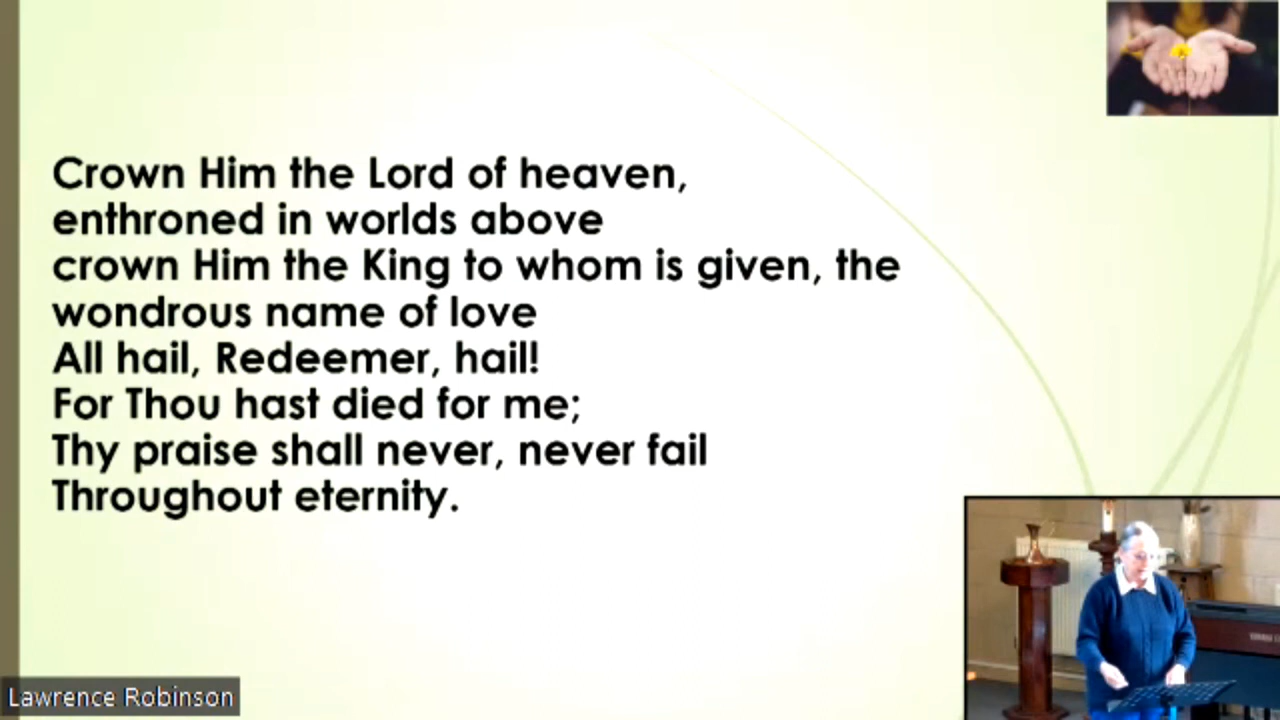 Crown Him the Lord of heaven,
enthroned in worlds above
crown Him the King to whom is given, the
wondrous name of love
All hail, Redeemer, hail!
For Thou hast died for me;
Thy praise shall never, never fail
Throughout eternity.
Lawrence Robinson